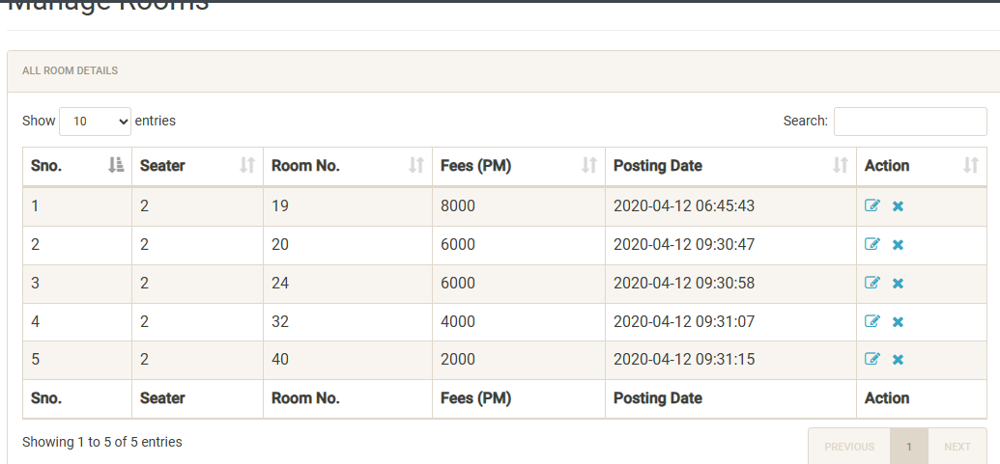 Manage Rooms
ALL ROOM DETAILS
Show 10 entries Search:
Sno. Seater Room No. Fees (PM) Posting Date Action
1 2 19 8000 2020-04-12 06:45:43
2 2 20 6000 2020-04-12 09:30:47
3 2 24 6000 2020-04-12 09:30:58
4 2 32 4000 2020-04-12 09:31:07
5 2 40 2000 2020-04-12 09:31:15
Sno. Seater Room No. Fees (PM) Posting Date Action
Showing 1 to 5 of 5 entries PREVIOUS 1 NEXT